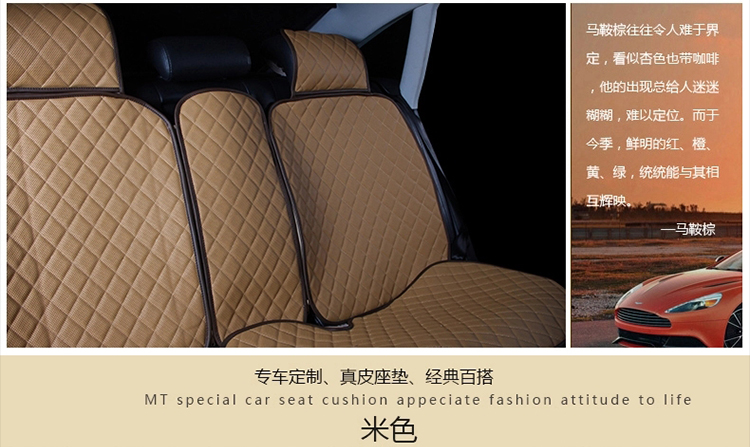 马鞍棕往往令人难于界
定，看似杏色也带咖啡
，他的出现总给人迷迷
糊糊，难以定位。而于
今季，鲜明的红、橙、
黄、绿，统统能与其相
互辉映。
—马鞍棕
专车定制、真皮座垫、经典百搭
MT special car seat cushion appeciate fashion attitude to life
米色